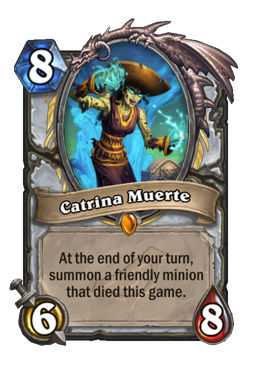 8
Catrina Muerte
At the end of your turn,
summon a friendly minion
that died this game.
6 8